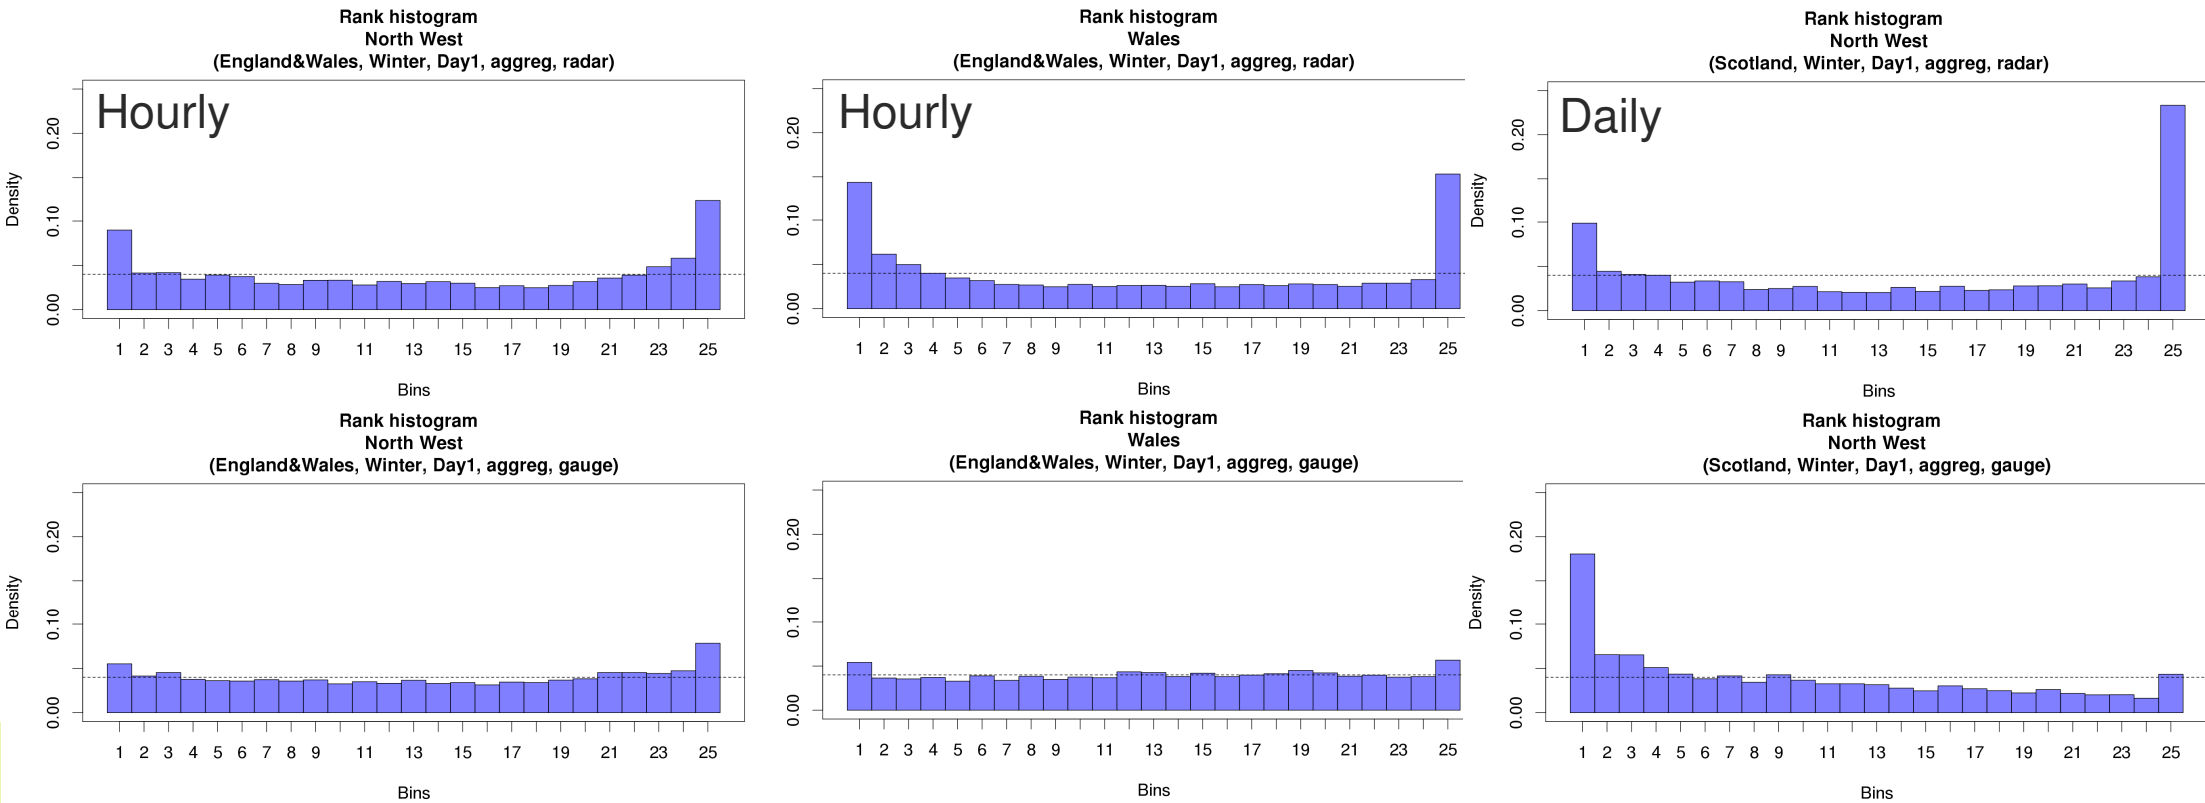 Rank histogram
North West
(England&Wales, Winter, Day1, aggreg, radar)
Hourly
Density
0.00 0.10 0.20
1 2 3 4 5 6 7 8 9 11 13 15 17 19 21 23 25
Bins
Rank histogram
Wales
(England&Wales, Winter, Day1, aggreg, radar)
Hourly
0.00 0.10 0.20
1 2 3 4 5 6 7 8 9 11 13 15 17 19 21 23 25
Bins
Rank histogram
North West
(Scotland, Winter, Day1, aggreg, radar)
Daily
Density
0.00 0.10 0.20
1 2 3 4 5 6 7 8 9 11 13 15 17 19 21 23 25
Bins
Rank histogram
North West
(England&Wales, Winter, Day1, aggreg, gauge)
Density
0.00 0.10 0.20
1 2 3 4 5 6 7 8 9 11 13 15 17 19 21 23 25
Bins
Rank histogram
Wales
(England&Wales, Winter, Day1, aggreg, gauge)
0.00 0.10 0.20
1 2 3 4 5 6 7 8 9 11 13 15 17 19 21 23 25
Bins
Rank histogram
North West
(Scotland, Winter, Day1, aggreg, gauge)
Density
0.00 0.10 0.20
1 2 3 4 5 6 7 8 9 11 13 15 17 19 21 23 25
Bins